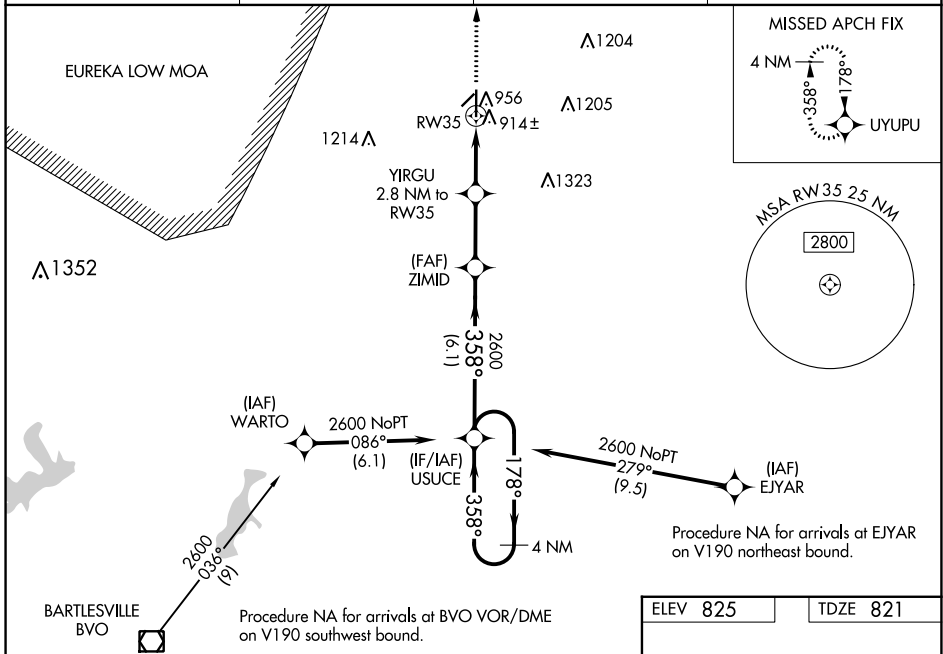 EUREKA LOW MOA
1204
956
1205
RW35
914±
1214
YIRGU
2.8 NM to
RW35
1323
1352
(FAF)
ZIMID
MISSED APCH FIX
4 NM
358°
178°
UYUPU
MSA RW35 25 NM
2800
2600
358°
(6.1)
(IAF)
WARTO
2600 NoPT
086°
(6.1)
(IF/IAF)
USUCE
178°
358°
4 NM
2600 NoPT
279°
(9.5)
(IAF)
EJYAR
Procedure NA for arrivals at EJYAR
on V190 northeast bound.
2600
036°
(9)
BARTLESVILLE
BVO
Procedure NA for arrivals at BVO VOR/DME
on V190 southwest bound.
ELEV 825
TDZE 821